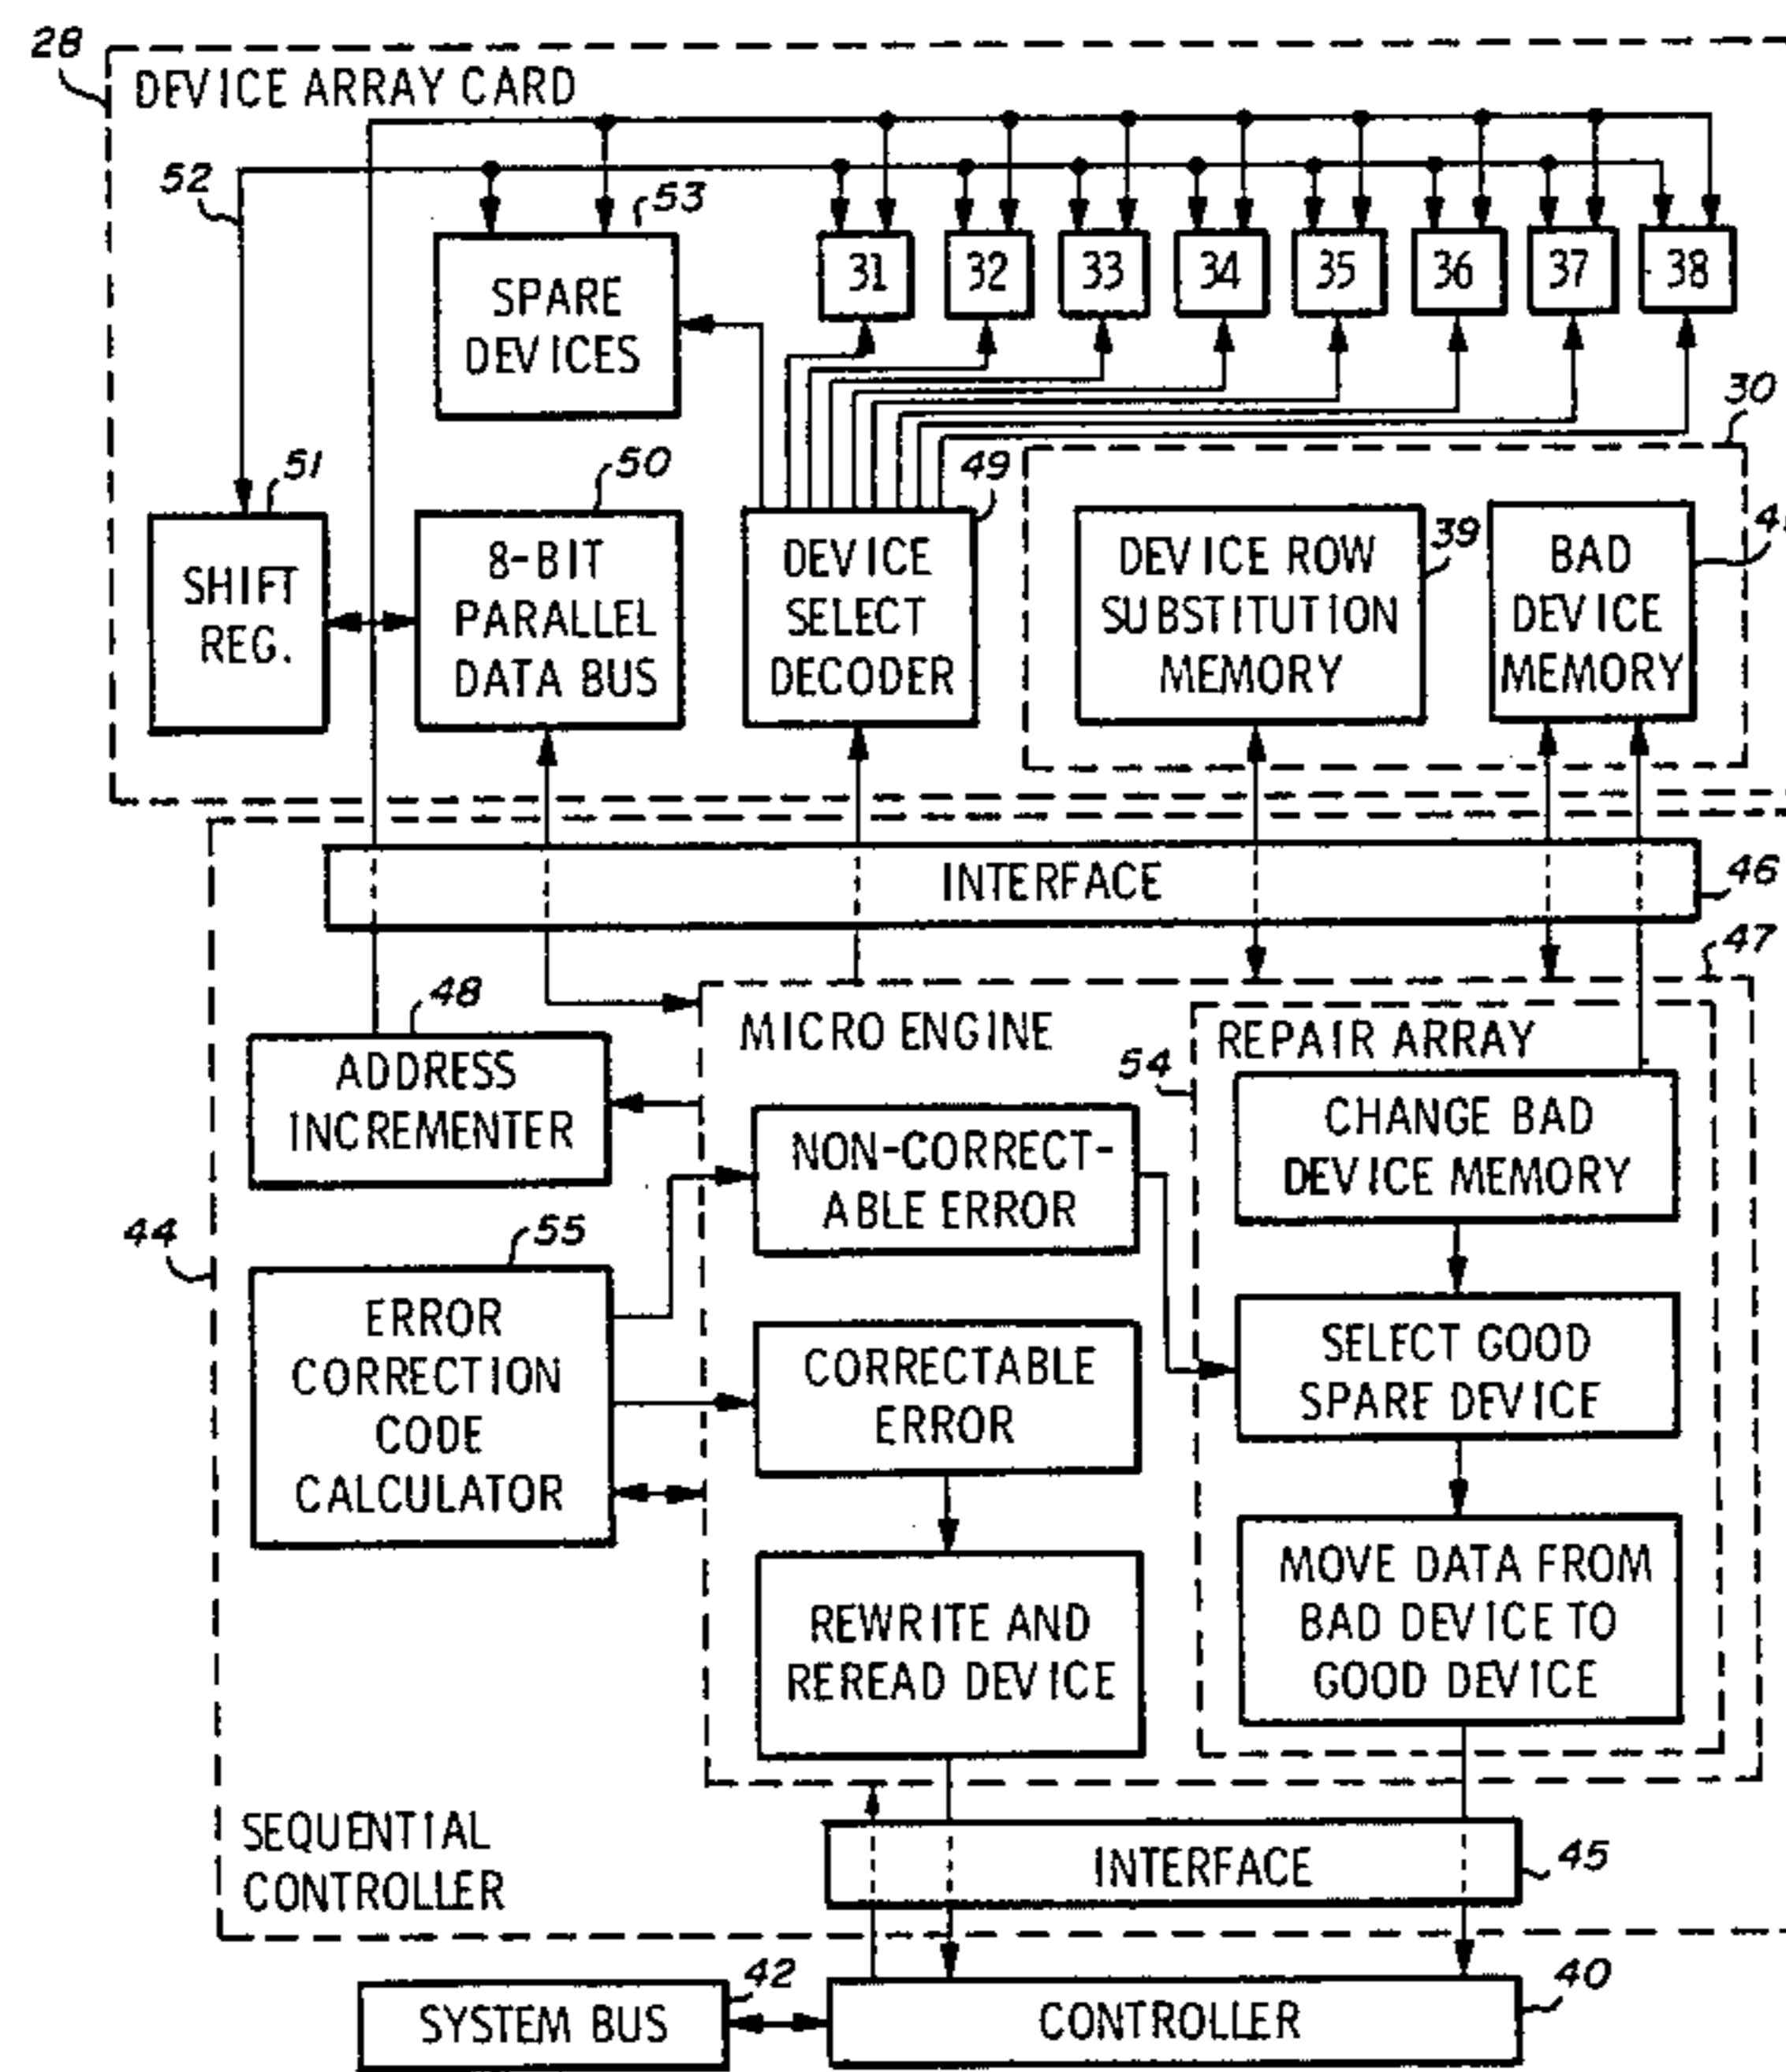 28
DEVICE ARRAY CARD
52
53
SPARE
DEVICES
31
32
33
34
35
36
37
38
30
51
SHIFT
REG.
50
8-BIT
PARALLEL
DATA BUS
49
DEVICE
SELECT
DECODER
39
DEVICE ROW
SUBSTITUTION
MEMORY
BAD
DEVICE
MEMORY
INTERFACE
46
47
48
ADDRESS
INCREMENTER
MICRO ENGINE
54
REPAIR ARRAY
CHANGE BAD
DEVICE MEMORY
NON-CORRECT-
ABLE ERROR
44
55
ERROR
CORRECTION
CODE
CALCULATOR
CORRECTABLE
ERROR
SELECT GOOD
SPARE DEVICE
REWRITE AND
REREAD DEVICE
MOVE DATA FROM
BAD DEVICE TO
GOOD DEVICE
SEQUENTIAL
CONTROLLER
INTERFACE
45
42
SYSTEM BUS
CONTROLLER
40